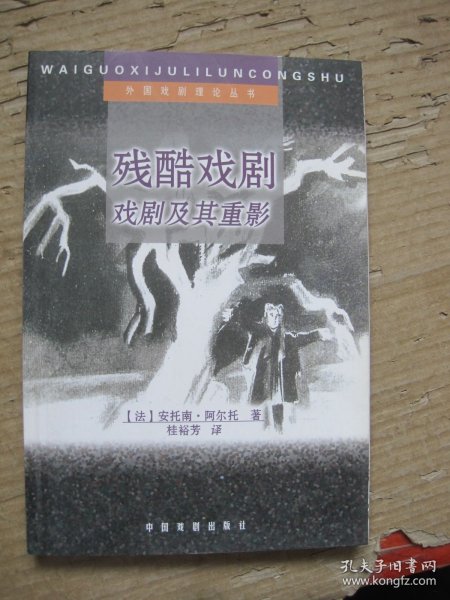 WAIGUOXIJULILUNCONGSHU
外国戏剧理论丛书
残酷戏剧
戏剧及其重影
【法】安托南·阿尔托 著
桂裕芳 译
中国戏剧出版社
孔夫子旧书网
www.kongfz.com